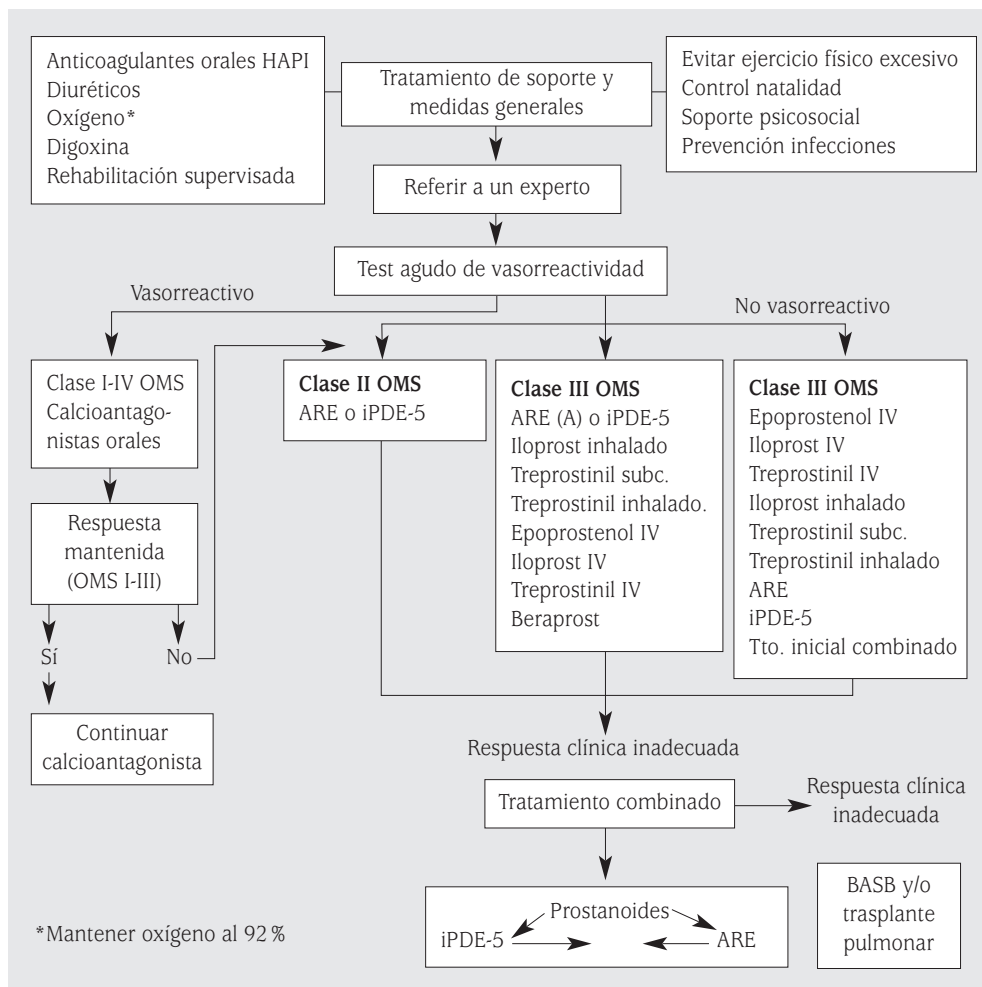 Anticoagulantes orales HAPI
Diuréticos
Oxígeno*
Digoxina
Rehabilitación supervisada
Tratamiento de soporte y
medidas generales
Evitar ejercicio físico excesivo
Control natalidad
Soporte psicosocial
Prevención infecciones
Referir a un experto
Test agudo de vasorreactividad
Vasorreactivo
No vasorreactivo
Clase I-IV OMS
Calcioantago-
nistas orales
Clase II OMS
ARE o iPDE-5
Clase III OMS
ARE (A) o iPDE-5
Iloprost inhalado
Treprostinil subc.
Treprostinil inhalado.
Epoprostenol IV
Iloprost IV
Treprostinil IV
Beraprost
Clase III OMS
Epoprostenol IV
Iloprost IV
Treprostinil IV
Iloprost inhalado
Treprostinil subc.
Treprostinil inhalado
ARE
iPDE-5
Tto. inicial combinado
Respuesta
mantenida
(OMS I-III)
Sí
No
Continuar
calcioantagonista
Respuesta clínica inadecuada
Tratamiento combinado
Respuesta clínica
inadecuada
Prostanoides
iPDE-5
ARE
BASB y/o
trasplante
pulmonar
*Mantener oxígeno al 92 %